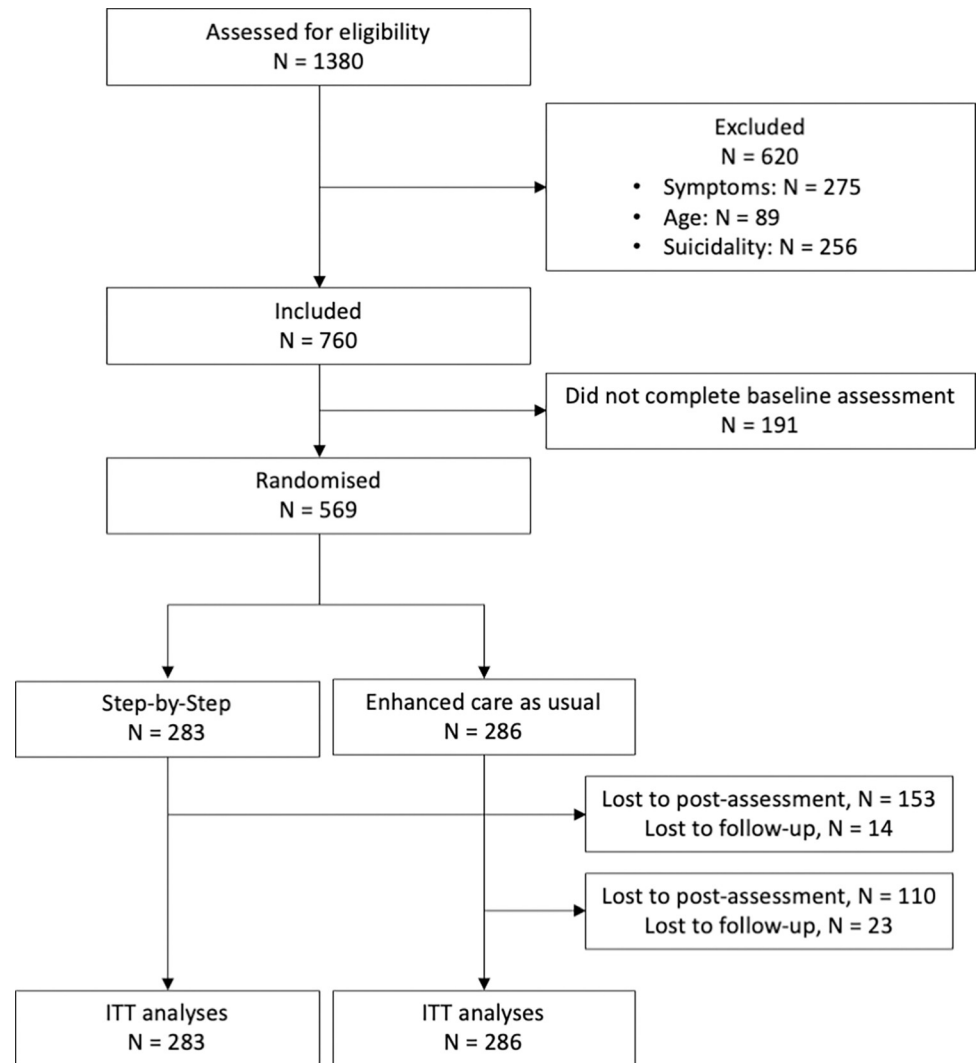 Assessed for eligibility
N = 1380
Excluded
N = 620
• Symptoms: N = 275
• Age: N = 89
• Suicidality: N = 256
Included
N = 760
Did not complete baseline assessment
N = 191
Randomised
N = 569
Step-by-Step
N = 283
Enhanced care as usual
N = 286
Lost to post-assessment, N = 153
Lost to follow-up, N = 14
Lost to post-assessment, N = 110
Lost to follow-up, N = 23
ITT analyses
N = 283
ITT analyses
N = 286